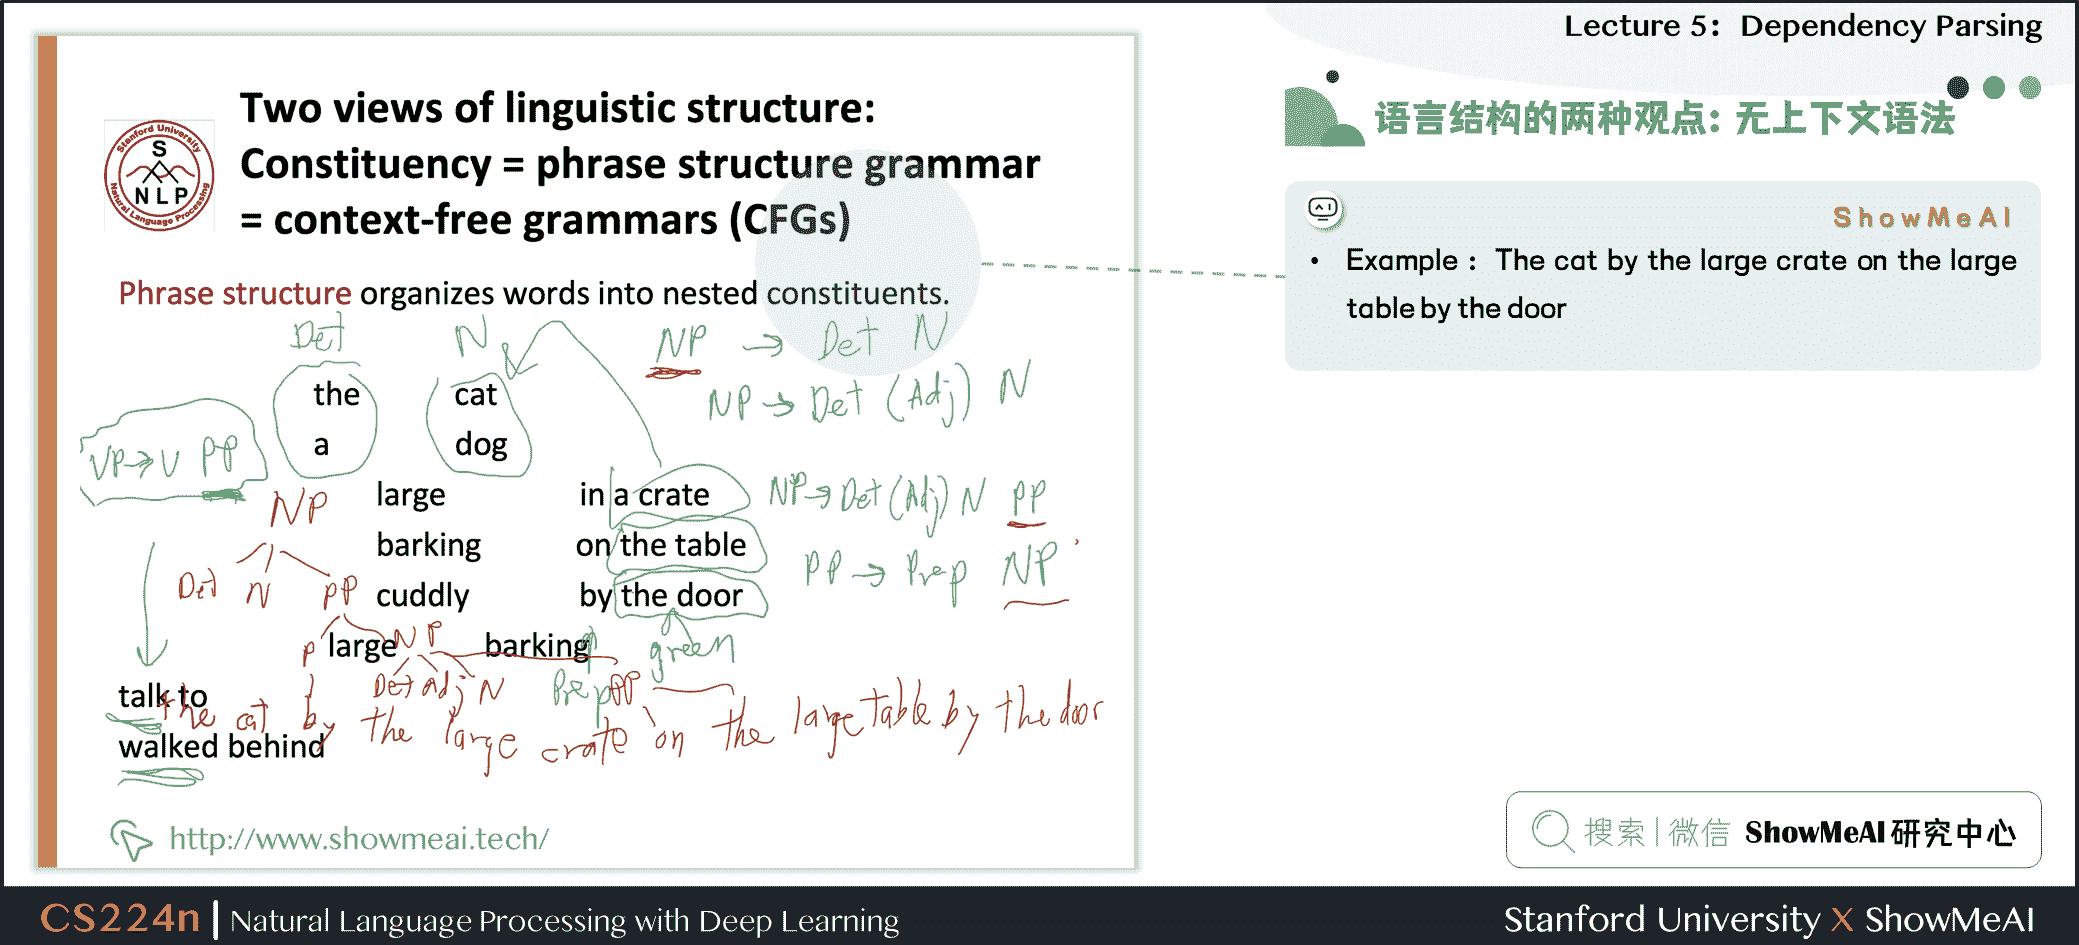 Lecture 5: Dependency Parsing
Two views of linguistic structure:
Constituency = phrase structure grammar
= context-free grammars (CFGs)
Stanford University
S
NLP
Natural Language Processing
Phrase structure organizes words into nested constituents.
Det N NP → Det N
the cat NP → Det (Adj) N
a dog
VP → V PP
NP large in a crate NP → Det (Adj) N PP
barking on the table
Det N PP cuddly by the door PP → Prep NP
P large NP barking green
Det Adj N Prep PP
talk to
the cat by the large crate on the large table by the door
walked behind
http://www.showmeai.tech/
语言结构的两种观点: 无上下文语法
ShowMeAI
• Example : The cat by the large crate on the large
table by the door
搜索 | 微信 ShowMeAI 研究中心
CS224n | Natural Language Processing with Deep Learning
Stanford University X ShowMeAI